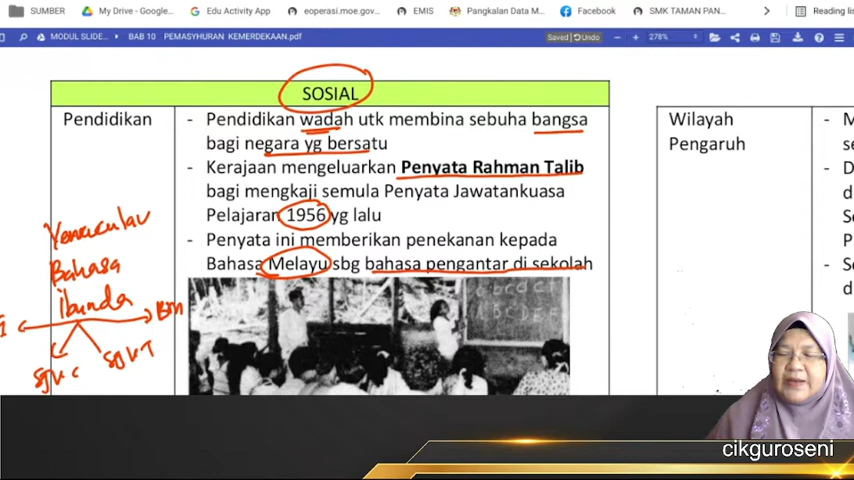 SUMBER
My Drive - Google...
Edu Activity App
eoperasi.moe.gov...
EMIS
Pangkalan Data M...
Facebook
SMK TAMAN PAN...
Reading lis
MODUL SLIDE...
BAB 10 PEMASYHURAN KEMERDEKAAN.pdf
Saved
Undo
278%
SOSIAL
Pendidikan
- Pendidikan wadah utk membina sebuha bangsa
bagi negara yg bersatu
- Kerajaan mengeluarkan Penyata Rahman Talib
bagi mengkaji semula Penyata Jawatankuasa
Pelajaran 1956 yg lalu
- Penyata ini memberikan penekanan kepada
Bahasa Melayu sbg bahasa pengantar di sekolah
Wilayah
Pengaruh
Bahasa
Ibunda
BM
SJKC
SJKT
cikguroseni